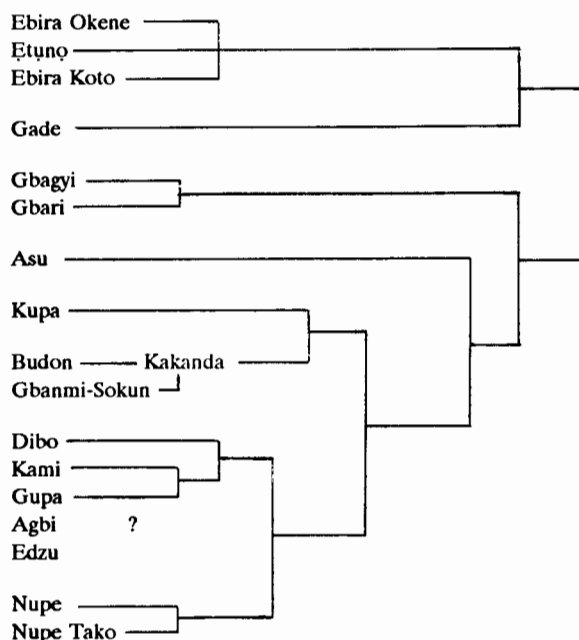 Ebira Okene
Ẹtụnọ
Ebira Koto
Gade
Gbagyi
Gbari
Asu
Kupa
Budon Kakanda
Gbanmi-Sokun
Dibo
Kami
Gupa
Agbi ?
Edzu
Nupe
Nupe Tako